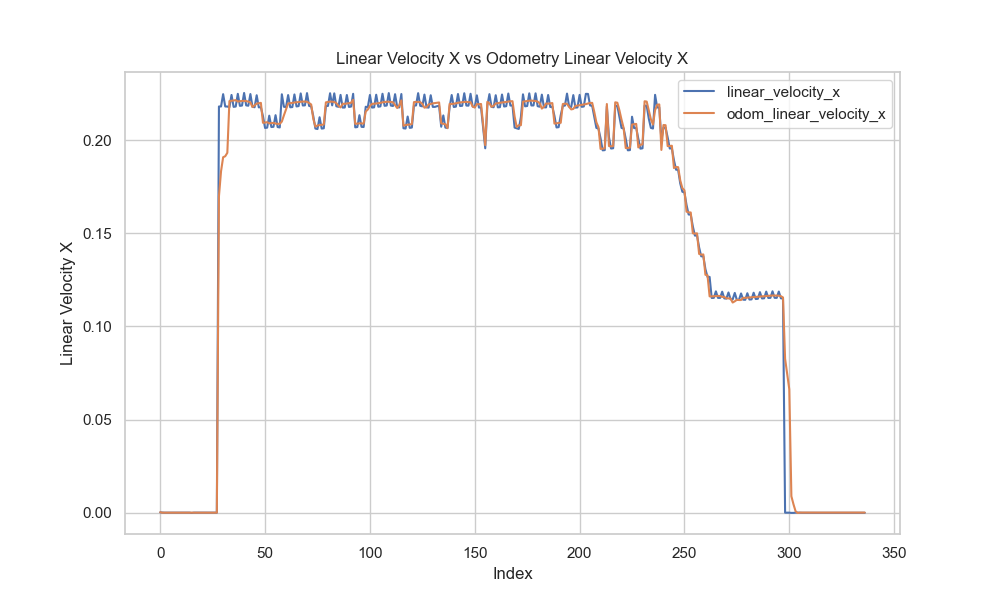 Linear Velocity X vs Odometry Linear Velocity X
linear_velocity_x
odom_linear_velocity_x
Linear Velocity X
0.20
0.15
0.10
0.05
0.00
0 50 100 150 200 250 300 350
Index